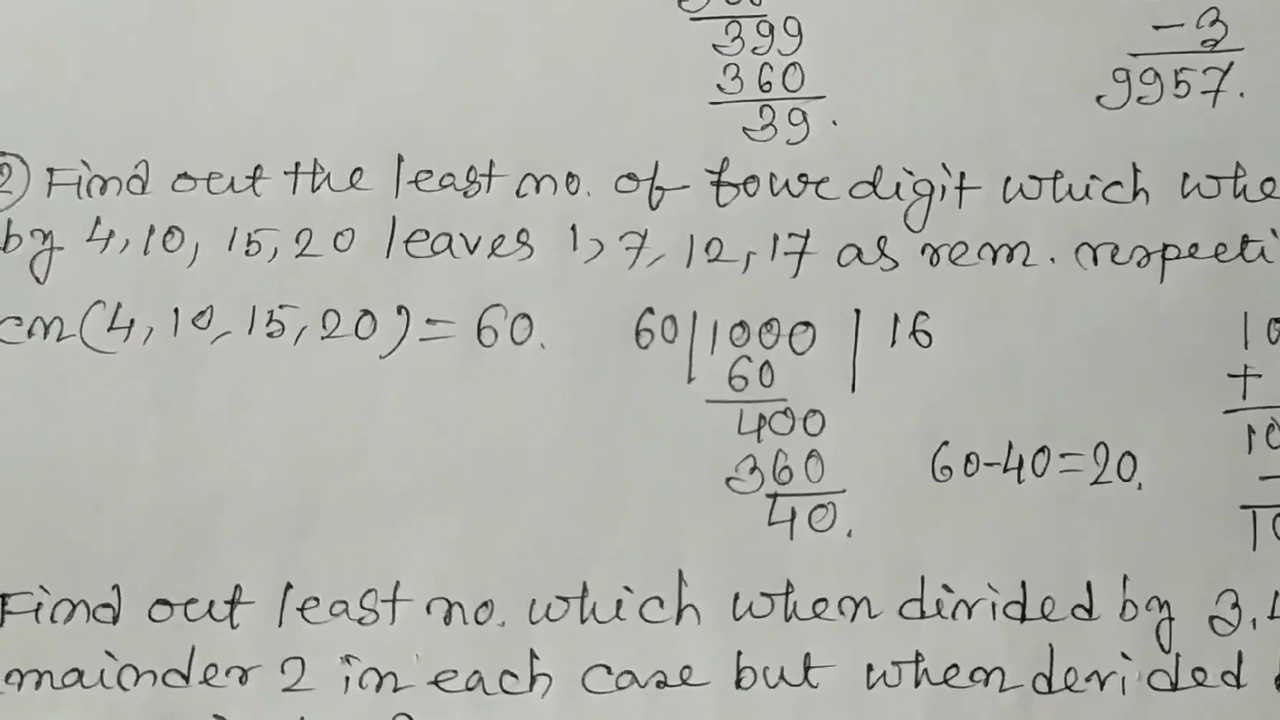 399
- 3
360
9957.
39.
2) Find out the least no. of four digit which whe
by 4, 10, 15, 20 leaves 1, 7, 12, 17 as rem. respecti
cm(4, 10, 15, 20) = 60. 60 | 1000 | 16
60
+
400
360
60-40=20.
40.
Find out least no. which when divided by 3, 4
mainder 2 in each case but when derided